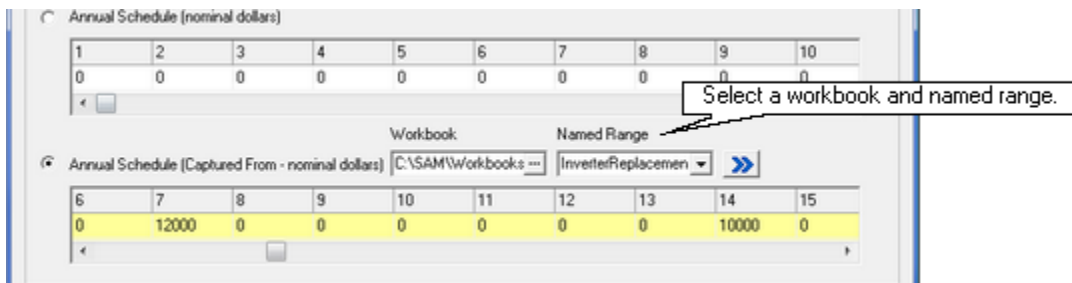 Annual Schedule (nominal dollars)
1 2 3 4 5 6 7 8 9 10
0 0 0 0 0 0 0 0 0 0
Select a workbook and named range.
Workbook Named Range
Annual Schedule (Captured From - nominal dollars) C:\SAM\Workbooks ... InverterReplacemen
6 7 8 9 10 11 12 13 14 15
0 12000 0 0 0 0 0 0 10000 0